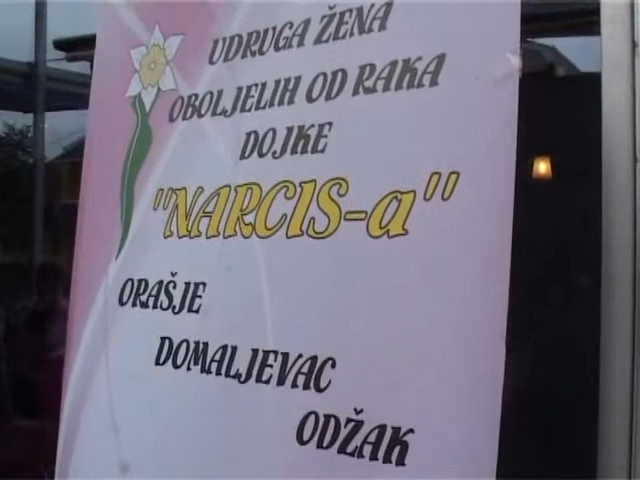 UDRUGA ŽENA
OBOLJELIH OD RAKA
DOJKE
"NARCIS-a"
ORAŠJE
DOMALJEVAC
ODŽAK